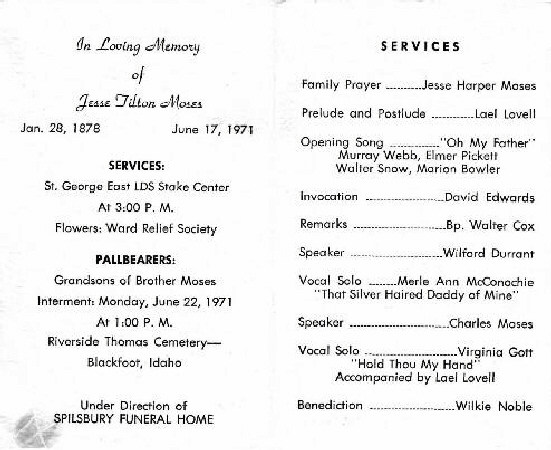 In Loving Memory
of
Jesse Tilton Moses
Jan. 28, 1878 June 17, 1971
SERVICES:
St. George East LDS Stake Center
At 3:00 P. M.
Flowers: Ward Relief Society
PALLBEARERS:
Grandsons of Brother Moses
Interment: Monday, June 22, 1971
At 1:00 P. M.
Riverside Thomas Cemetery—
Blackfoot, Idaho
Under Direction of
SPILSBURY FUNERAL HOME
SERVICES
Family Prayer ..........Jesse Harper Moses
Prelude and Postlude ............Lael Lovell
Opening Song .............."Oh My Father"
Murray Webb, Elmer Pickett
Walter Snow, Marion Bowler
Invocation ......................David Edwards
Remarks .........................Bp. Walter Cox
Speaker .........................Wilford Durrant
Vocal Solo ........Merle Ann McConochie
"That Silver Haired Daddy of Mine"
Speaker ............................Charles Moses
Vocal Solo ..........................Virginia Gott
"Hold Thou My Hand"
Accompanied by Lael Lovell
Benediction ........................Wilkie Noble